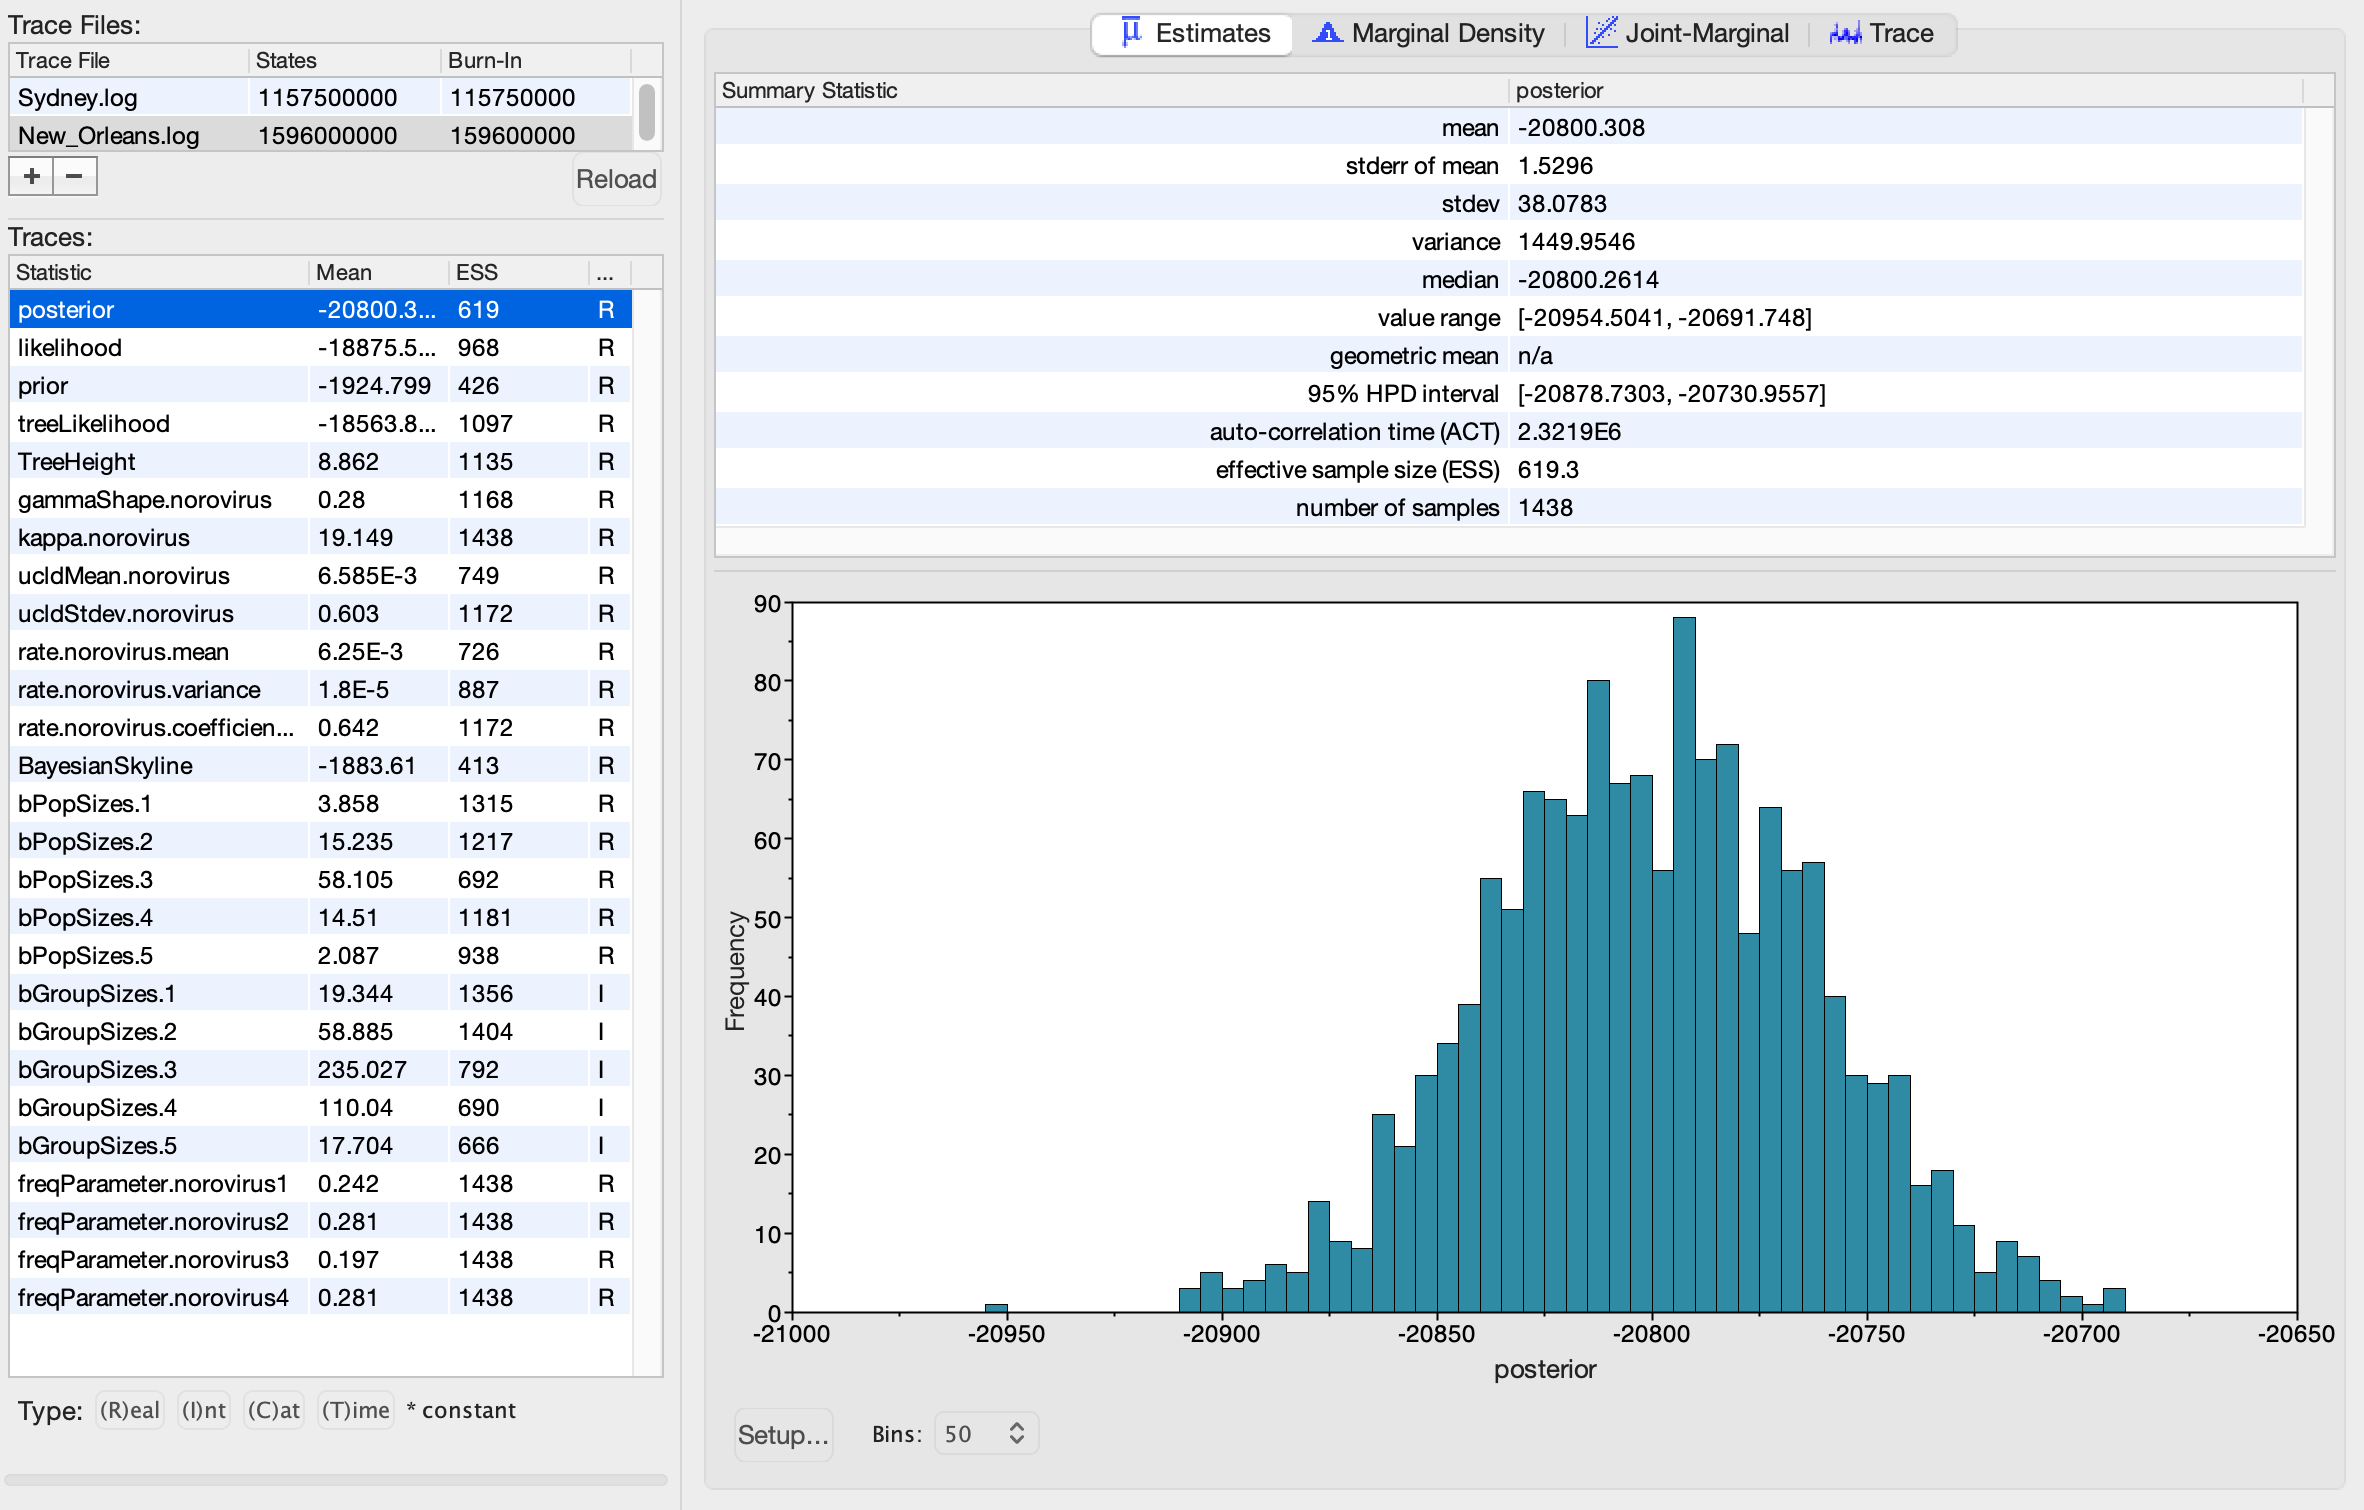 Trace Files:
Trace File States Burn-In
Sydney.log 1157500000 115750000
New_Orleans.log 1596000000 159600000
+ −
Reload
Traces:
Statistic Mean ESS ...
posterior -20800.3... 619 R
likelihood -18875.5... 968 R
prior -1924.799 426 R
treeLikelihood -18563.8... 1097 R
TreeHeight 8.862 1135 R
gammaShape.norovirus 0.28 1168 R
kappa.norovirus 19.149 1438 R
ucldMean.norovirus 6.585E-3 749 R
ucldStdev.norovirus 0.603 1172 R
rate.norovirus.mean 6.25E-3 726 R
rate.norovirus.variance 1.8E-5 887 R
rate.norovirus.coefficien... 0.642 1172 R
BayesianSkyline -1883.61 413 R
bPopSizes.1 3.858 1315 R
bPopSizes.2 15.235 1217 R
bPopSizes.3 58.105 692 R
bPopSizes.4 14.51 1181 R
bPopSizes.5 2.087 938 R
bGroupSizes.1 19.344 1356 I
bGroupSizes.2 58.885 1404 I
bGroupSizes.3 235.027 792 I
bGroupSizes.4 110.04 690 I
bGroupSizes.5 17.704 666 I
freqParameter.norovirus1 0.242 1438 R
freqParameter.norovirus2 0.281 1438 R
freqParameter.norovirus3 0.197 1438 R
freqParameter.norovirus4 0.281 1438 R
Type: (R)eal (I)nt (C)at (T)ime * constant
Estimates Marginal Density Joint-Marginal Trace
Summary Statistic posterior
mean -20800.308
stderr of mean 1.5296
stdev 38.0783
variance 1449.9546
median -20800.2614
value range [-20954.5041, -20691.748]
geometric mean n/a
95% HPD interval [-20878.7303, -20730.9557]
auto-correlation time (ACT) 2.3219E6
effective sample size (ESS) 619.3
number of samples 1438
90
80
70
60
50
40
30
20
10
0
Frequency
-21000 -20950 -20900 -20850 -20800 -20750 -20700 -20650
posterior
Setup... Bins: 50